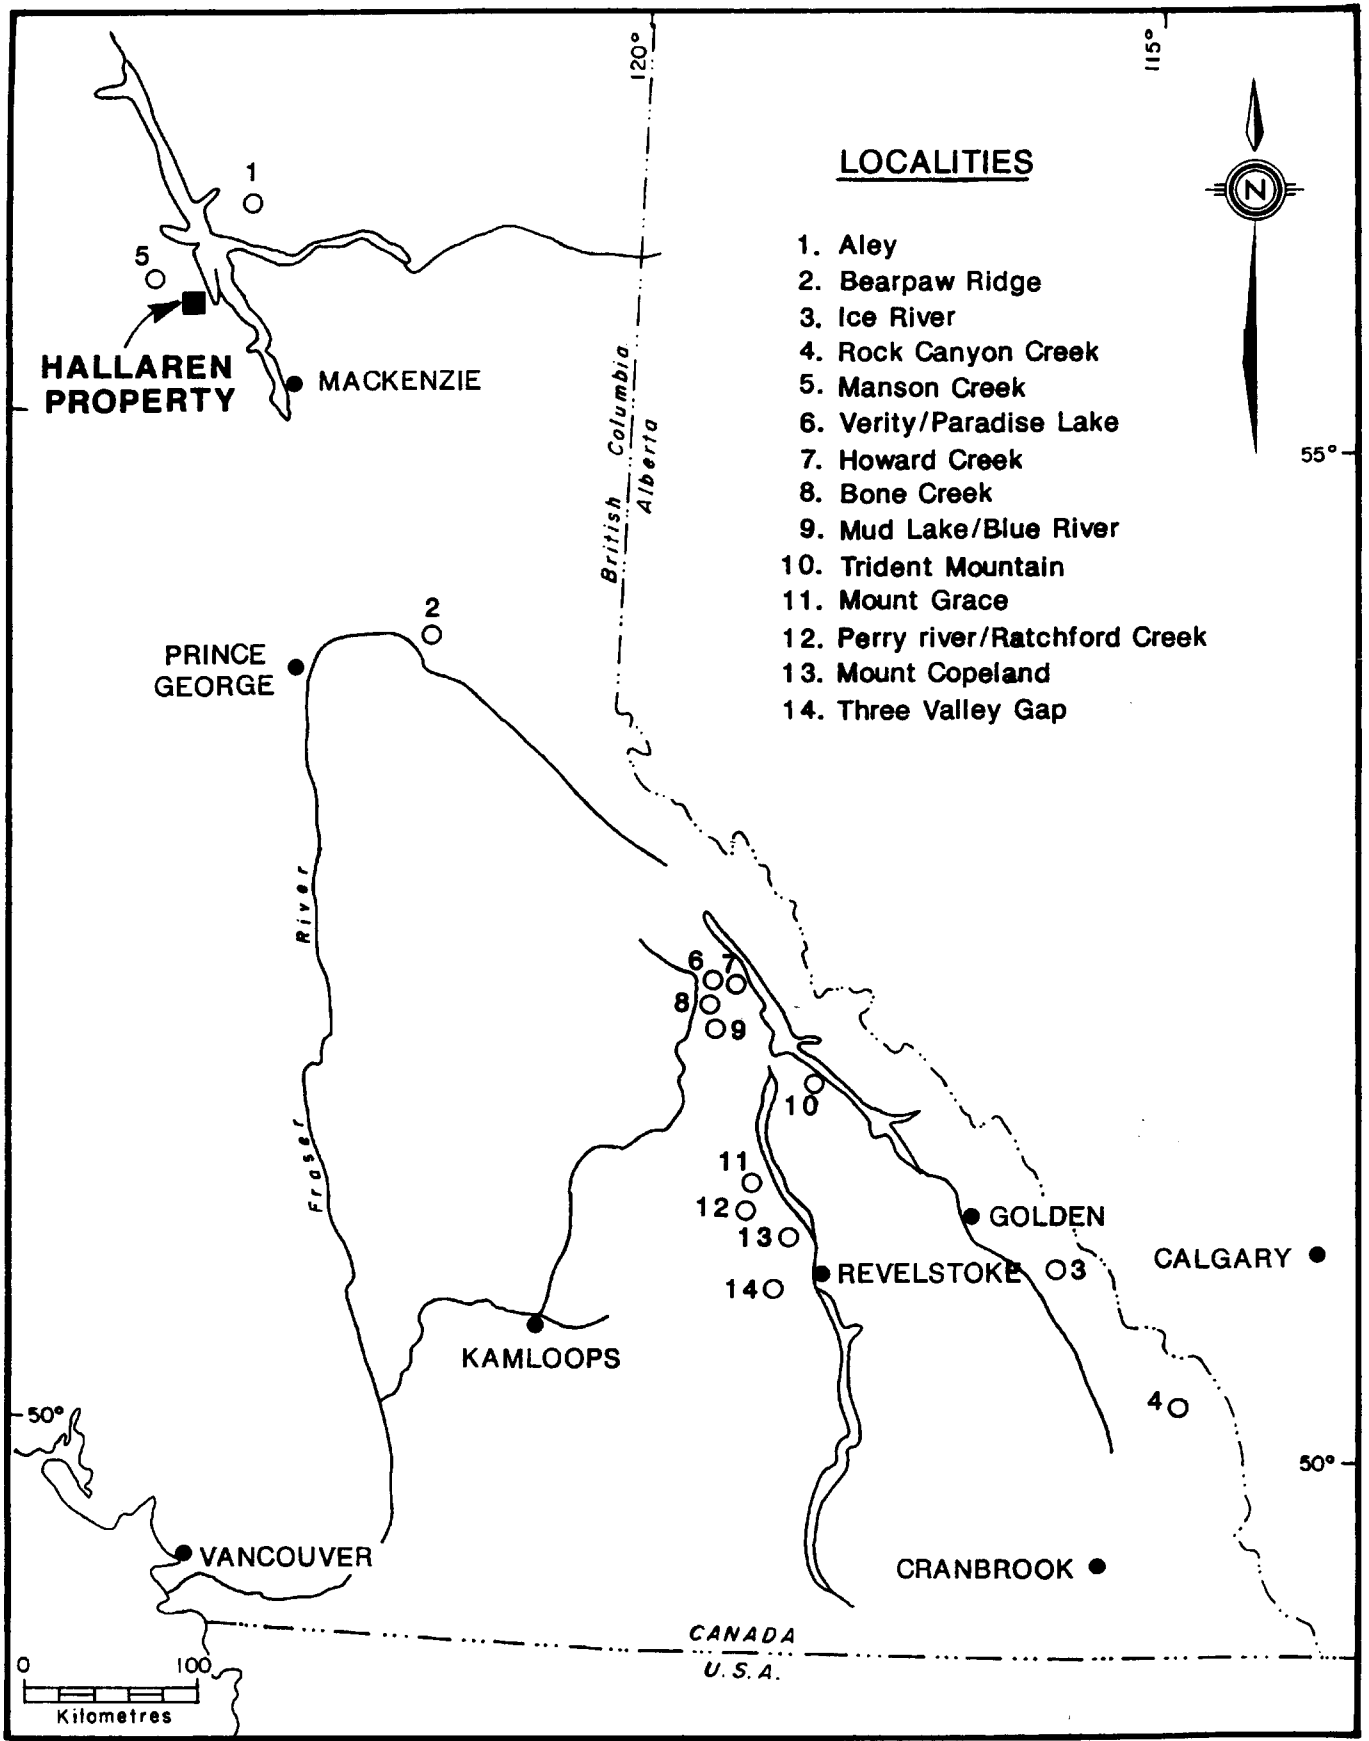 120°
115°
N
LOCALITIES
1. Aley
2. Bearpaw Ridge
3. Ice River
4. Rock Canyon Creek
5. Manson Creek
6. Verity/Paradise Lake
7. Howard Creek
8. Bone Creek
9. Mud Lake/Blue River
10. Trident Mountain
11. Mount Grace
12. Perry river/Ratchford Creek
13. Mount Copeland
14. Three Valley Gap
1
5
HALLAREN
PROPERTY
MACKENZIE
British Columbia
Alberta
55°
2
PRINCE
GEORGE
Fraser River
6
7
8
9
10
11
12
13
14
GOLDEN
REVELSTOKE
3
CALGARY
KAMLOOPS
4
50°
50°
VANCOUVER
CRANBROOK
CANADA
U.S.A.
0 100
Kilometres